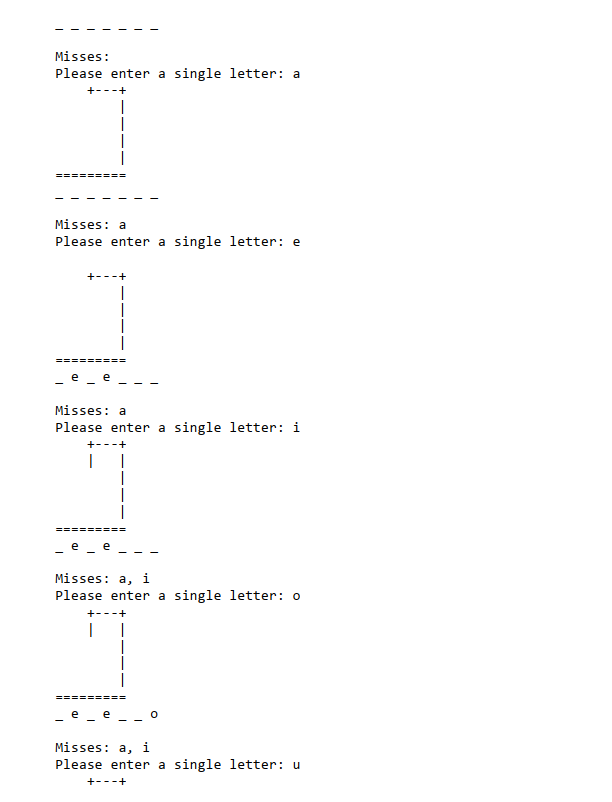 _ _ _ _ _ _ _
Misses:
Please enter a single letter: a
    +---+
        |
        |
        |
        |
=========
_ _ _ _ _ _ _
Misses: a
Please enter a single letter: e
    +---+
        |
        |
        |
        |
=========
_ e _ e _ _ _
Misses: a
Please enter a single letter: i
    +---+
    |   |
        |
        |
        |
=========
_ e _ e _ _ _
Misses: a, i
Please enter a single letter: o
    +---+
    |   |
        |
        |
        |
=========
_ e _ e _ _ o
Misses: a, i
Please enter a single letter: u
    +---+